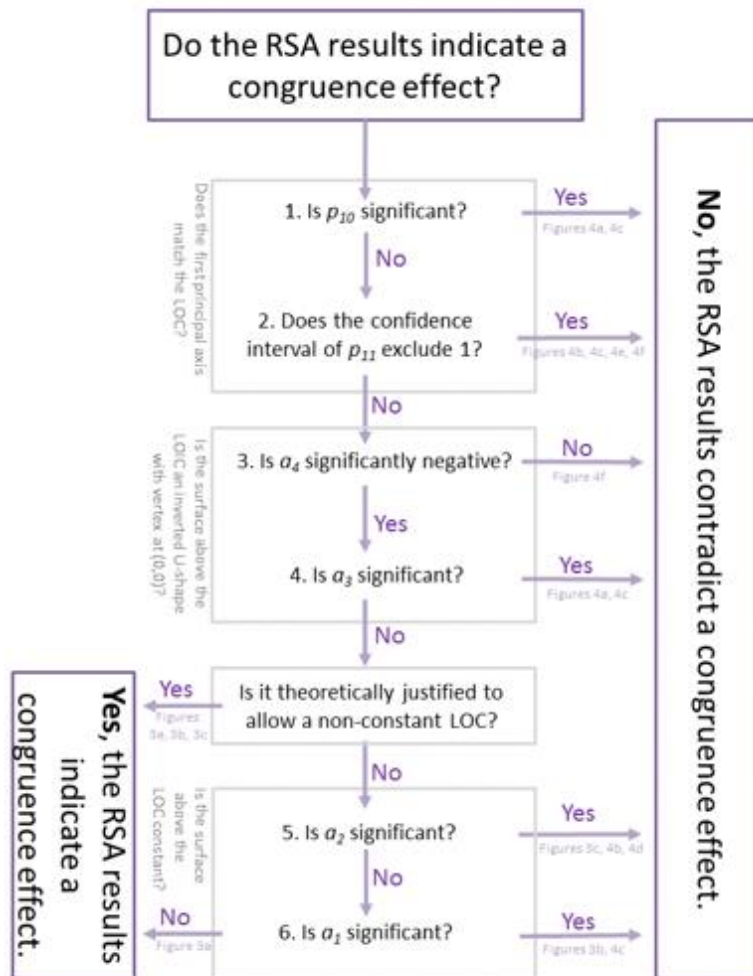 Do the RSA results indicate a
congruence effect?
Does the first principal axis
match the LOC?
1. Is p10 significant?
Yes
Figures 4a, 4c
No
2. Does the confidence
interval of p11 exclude 1?
Yes
Figures 4b, 4c, 4e, 4f
No
Is the surface above the
LOIC an inverted U-shape
with vertex at (0,0)?
3. Is a4 significantly negative?
No
Figure 4f
Yes
4. Is a3 significant?
Yes
Figures 4a, 4c
No
Is it theoretically justified to
allow a non-constant LOC?
Yes
Figures
3e, 3b, 3c
No
Is the surface
above the
LOC constant?
5. Is a2 significant?
Yes
Figures 3c, 4b, 4d
No
6. Is a1 significant?
Yes
Figures 3b, 4c
No
Figure 3a
Yes, the RSA results
indicate a
congruence effect.
No, the RSA results contradict a congruence effect.